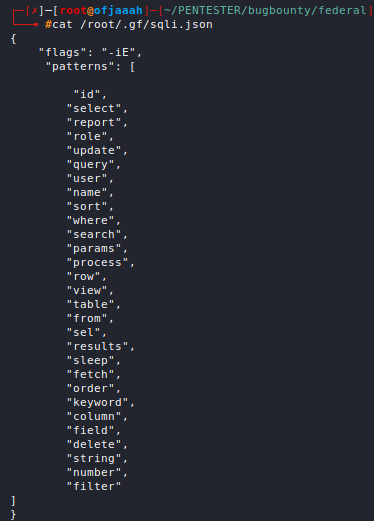 ┌─[✗]─[root@ofjaaah]─[~/PENTESTER/bugbounty/federal]
└──╼ #cat /root/.gf/sqli.json
{
    "flags": "-iE",
     "patterns": [
         "id",
        "select",
        "report",
        "role",
        "update",
        "query",
        "user",
        "name",
        "sort",
        "where",
        "search",
        "params",
        "process",
        "row",
        "view",
        "table",
        "from",
        "sel",
        "results",
        "sleep",
        "fetch",
        "order",
        "keyword",
        "column",
        "field",
        "delete",
        "string",
        "number",
        "filter"
]
}